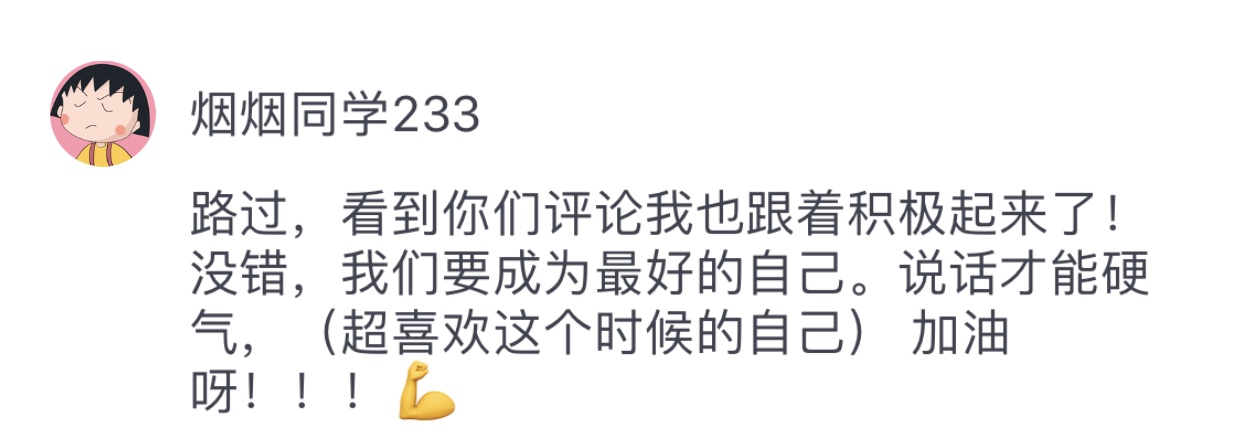 烟烟同学233
路过，看到你们评论我也跟着积极起来了！
没错，我们要成为最好的自己。说话才能硬
气，（超喜欢这个时候的自己） 加油
呀！！！💪